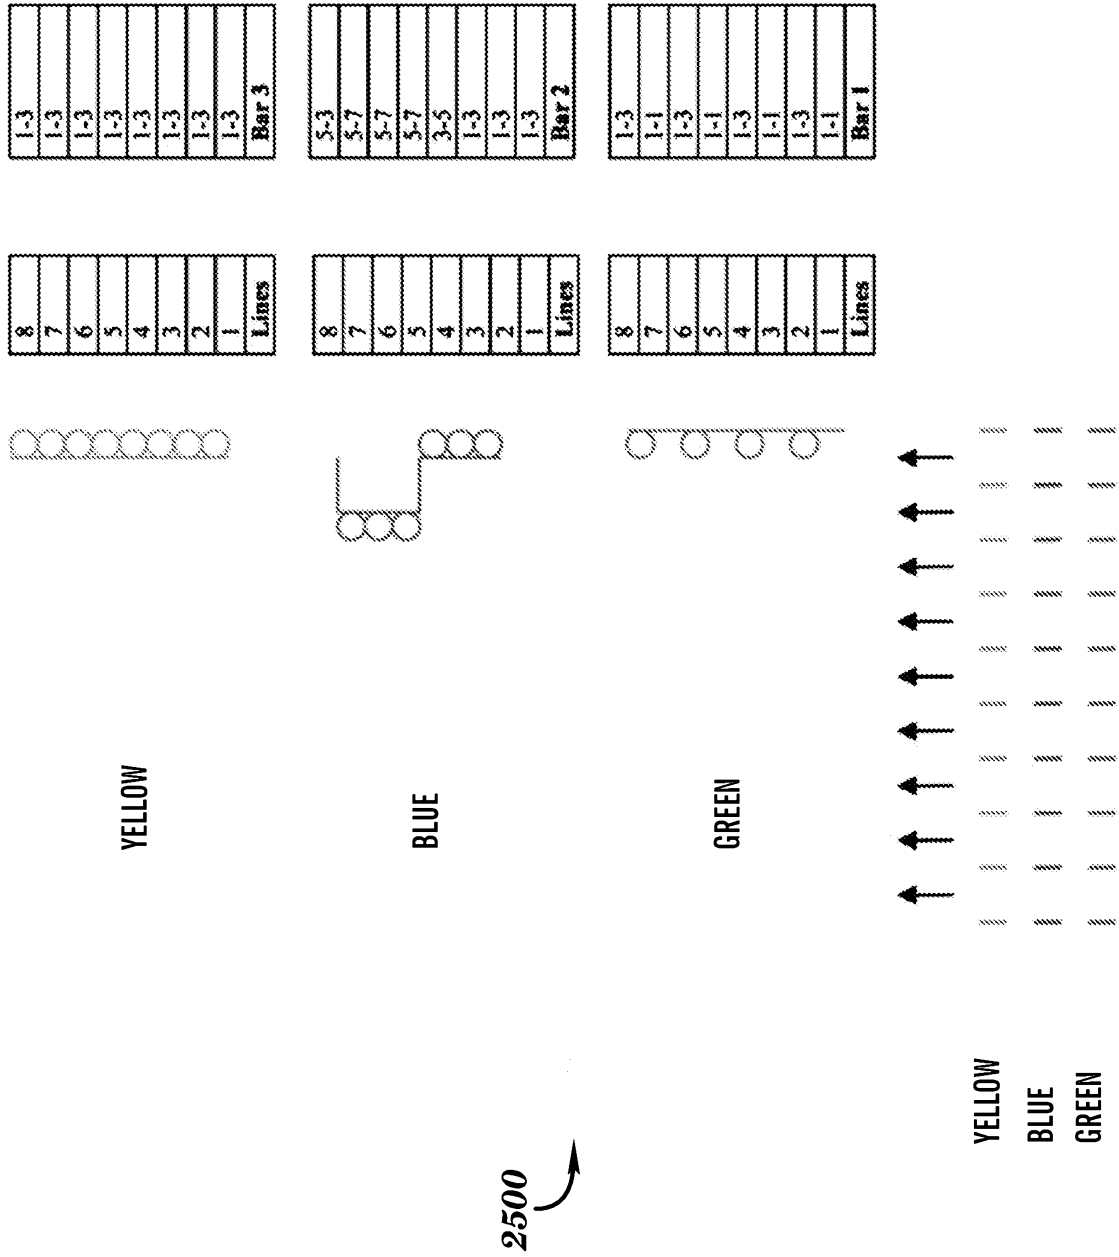 8 1-3
7 1-3
6 1-3
5 1-3
YELLOW
4 1-3
3 1-3
2 1-3
1 1-3
Lines Bar 3
8 5-3
7 5-7
6 5-7
5 5-7
BLUE
4 3-5
3 1-3
2 1-3
2500
1 1-3
Lines Bar 2
8 1-3
7 1-1
6 1-3
5 1-1
GREEN
4 1-3
3 1-1
2 1-3
1 1-1
Lines Bar 1
YELLOW
BLUE
GREEN